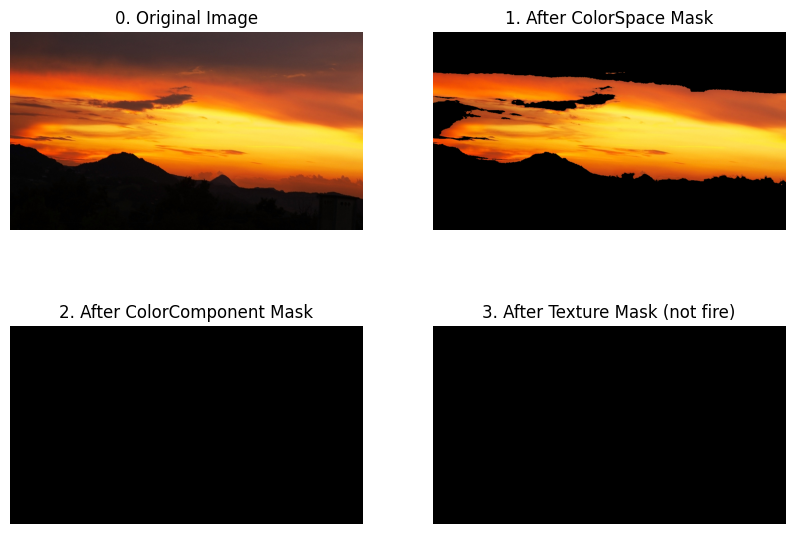 0. Original Image
1. After ColorSpace Mask
2. After ColorComponent Mask
3. After Texture Mask (not fire)